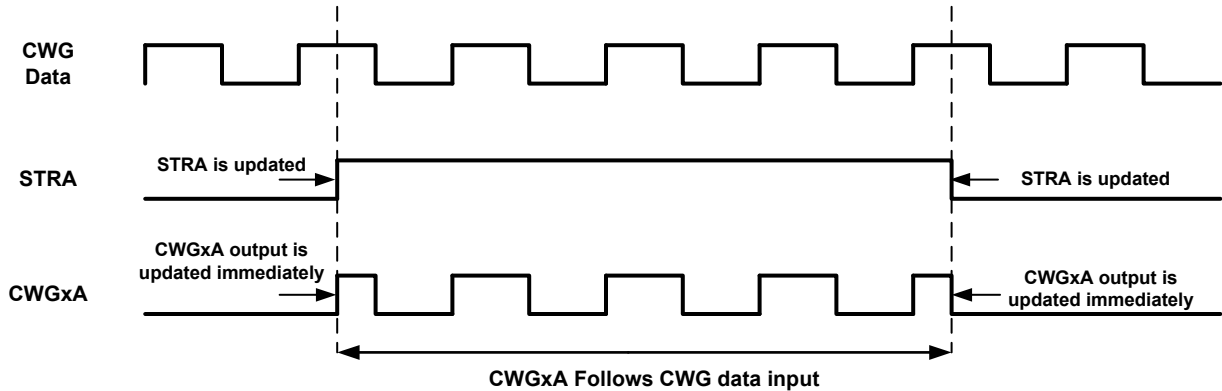 CWG
Data
STRA
STRA is updated
STRA is updated
CWGxA output is
updated immediately
CWGxA
CWGxA output is
updated immediately
CWGxA Follows CWG data input